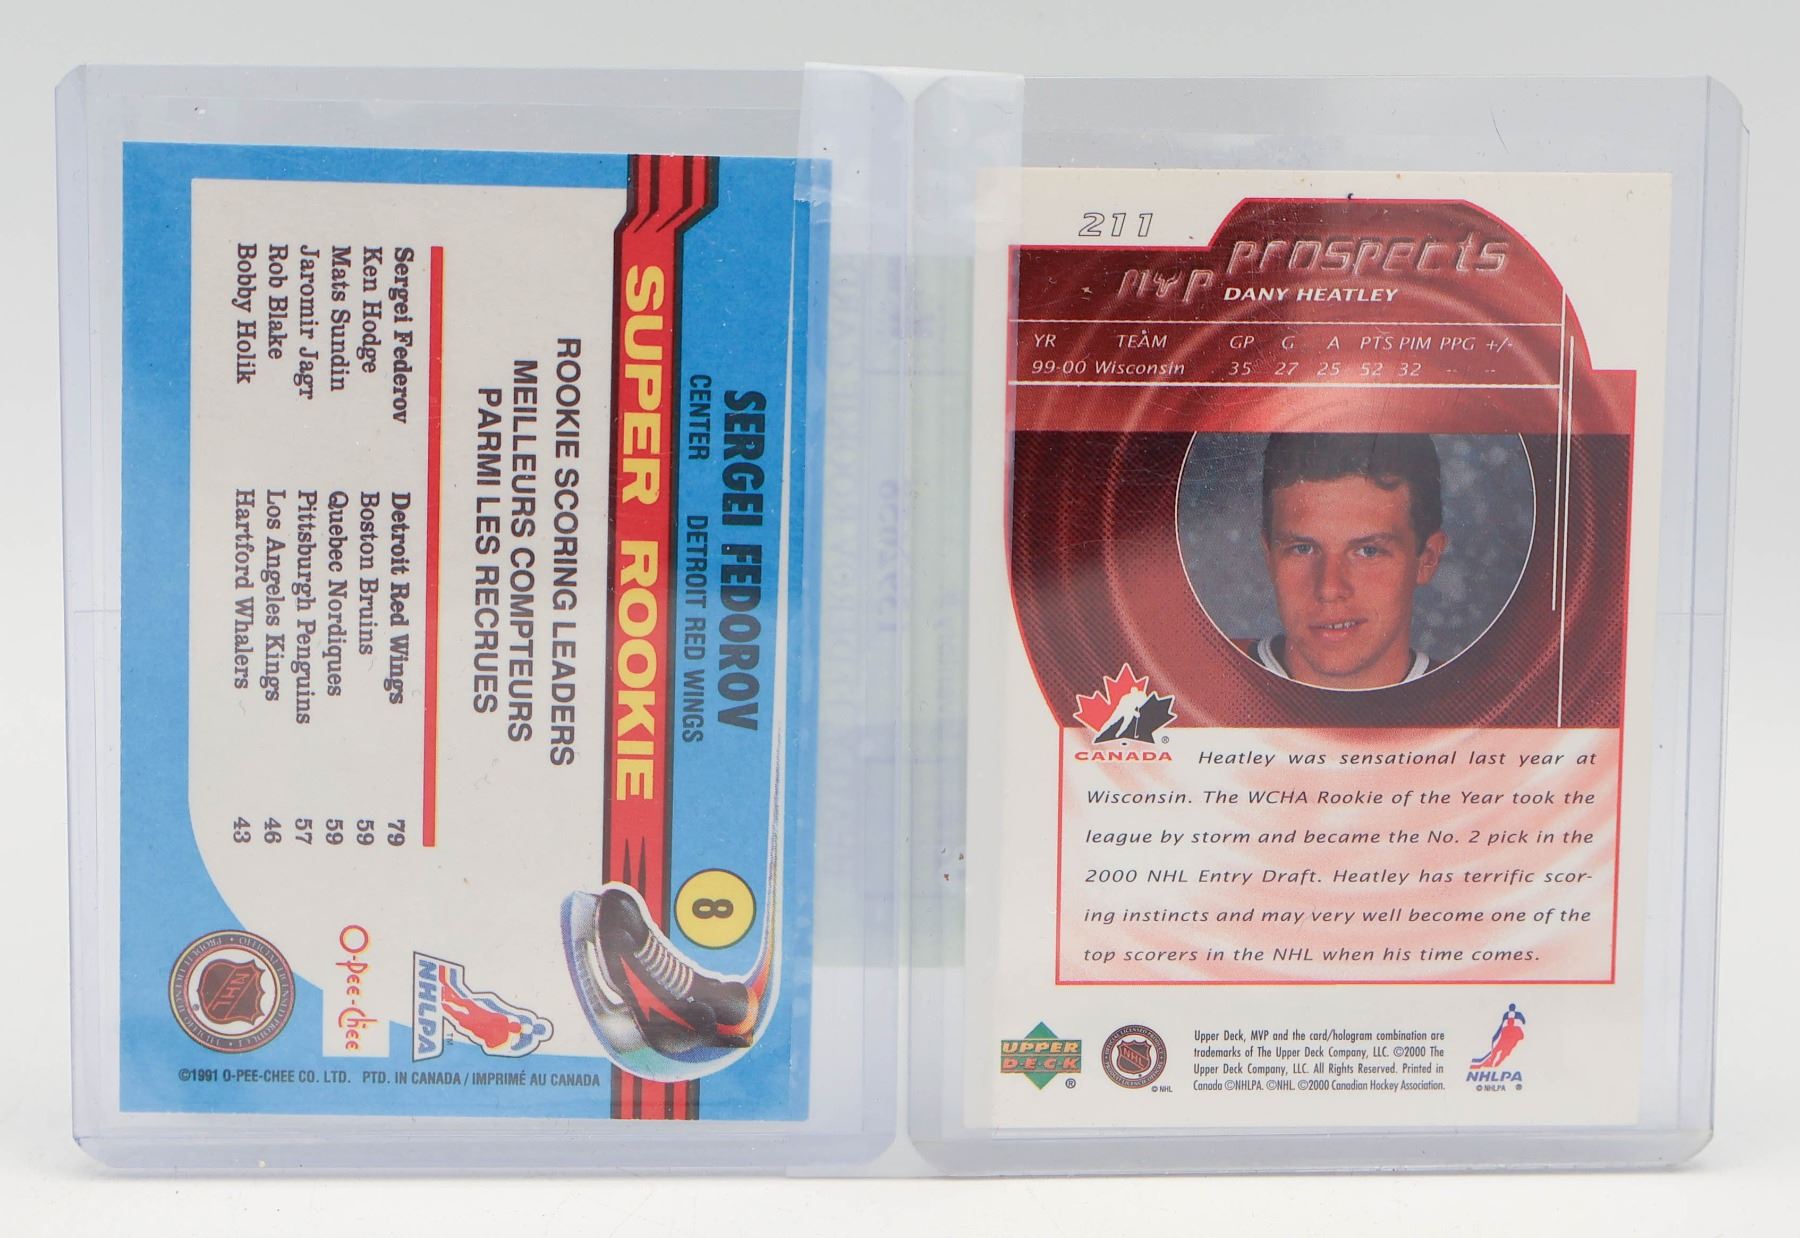 SERGEI FEDOROV
CENTER DETROIT RED WINGS
8
SUPER ROOKIE
ROOKIE SCORING LEADERS
MEILLEURS COMPTEURS
PARMI LES RECRUES
Sergei Federov Detroit Red Wings 79
Ken Hodge Boston Bruins 59
Mats Sundin Quebec Nordiques 59
Jaromir Jagr Pittsburgh Penguins 57
Rob Blake Los Angeles Kings 46
Bobby Holik Hartford Whalers 43
NHLPA
TM
O-Pee-Chee
NHL
©1991 O-PEE-CHEE CO. LTD. PTD. IN CANADA / IMPRIMÉ AU CANADA
211
MVP prospects
DANY HEATLEY
YR TEAM GP G A PTS PIM PPG +/-
99-00 Wisconsin 35 27 25 52 32 -- --
CANADA ®
Heatley was sensational last year at
Wisconsin. The WCHA Rookie of the Year took the
league by storm and became the No. 2 pick in the
2000 NHL Entry Draft. Heatley has terrific scor-
ing instincts and may very well become one of the
top scorers in the NHL when his time comes.
UPPER
DECK ®
NHL
© NHL
Upper Deck, MVP and the card/hologram combination are
trademarks of The Upper Deck Company, LLC. ©2000 The
Upper Deck Company, LLC. All Rights Reserved. Printed in
Canada ©NHLPA. ©NHL. ©2000 Canadian Hockey Association.
NHLPA
© NHLPA ®